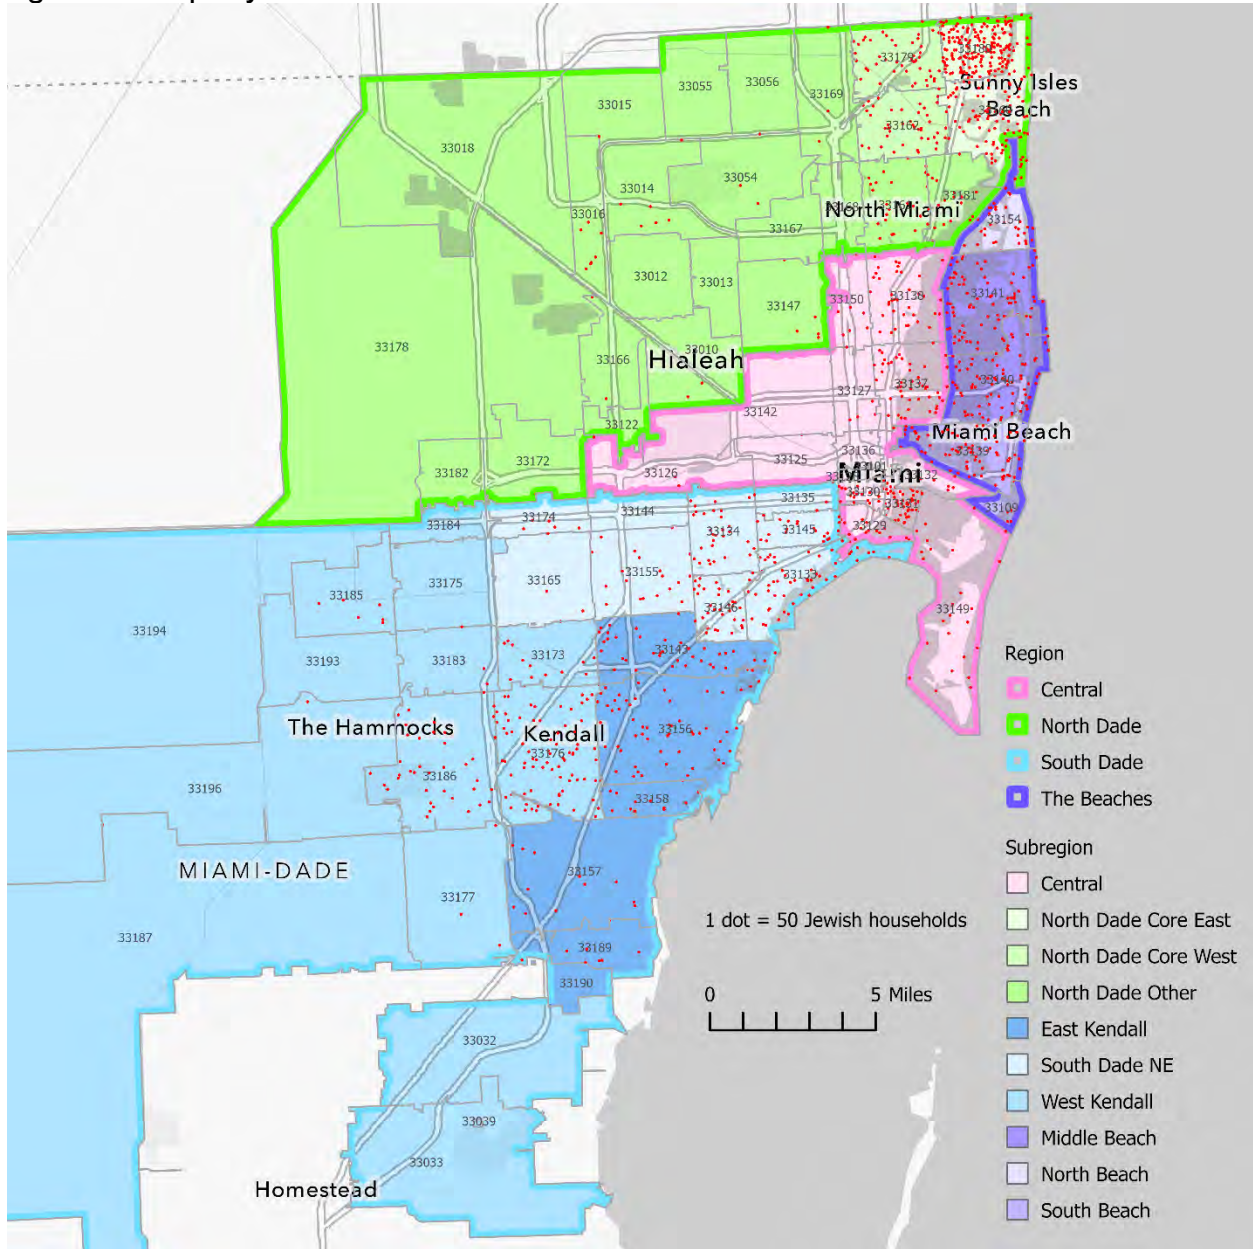 33180
33179
Sunny Isles
Beach
33055
33056
33169
33015
33162
33018
33014
33054
33181
33016
North Miami
33154
33167
33012
33013
33141
33150
33138
33147
33178
33010
Hialeah
33166
33140
33137
33127
33142
33122
Miami Beach
33139
33136
33182
33172
33125
33126
Miami
33132
33130
33135
33109
33144
33174
33184
33129
33134
33145
33165
33155
33175
33133
33185
33146
33149
33194
33143
33173
33193
33183
Region
Central
The Hammocks
Kendall
33156
North Dade
33176
South Dade
33186
33196
33158
The Beaches
Subregion
MIAMI-DADE
33157
Central
33177
1 dot = 50 Jewish households
North Dade Core East
33187
33189
North Dade Core West
33190
0 5 Miles
North Dade Other
East Kendall
33032
South Dade NE
West Kendall
33039
Middle Beach
33033
North Beach
Homestead
South Beach